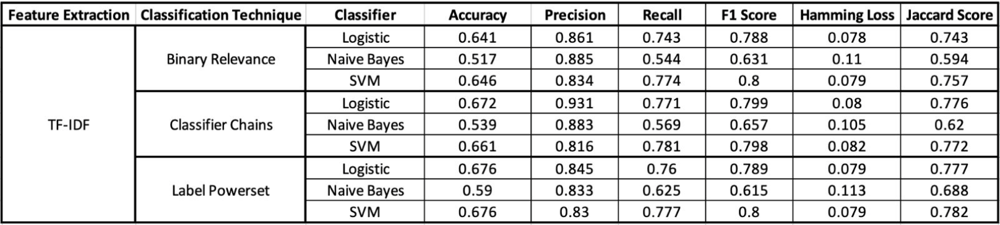 Feature Extraction Classification Technique Classifier Accuracy Precision Recall F1 Score Hamming Loss Jaccard Score
Logistic 0.641 0.861 0.743 0.788 0.078 0.743
Binary Relevance Naive Bayes 0.517 0.885 0.544 0.631 0.11 0.594
SVM 0.646 0.834 0.774 0.8 0.079 0.757
Logistic 0.672 0.931 0.771 0.799 0.08 0.776
TF-IDF Classifier Chains Naive Bayes 0.539 0.883 0.569 0.657 0.105 0.62
SVM 0.661 0.816 0.781 0.798 0.082 0.772
Logistic 0.676 0.845 0.76 0.789 0.079 0.777
Label Powerset Naive Bayes 0.59 0.833 0.625 0.615 0.113 0.688
SVM 0.676 0.83 0.777 0.8 0.079 0.782